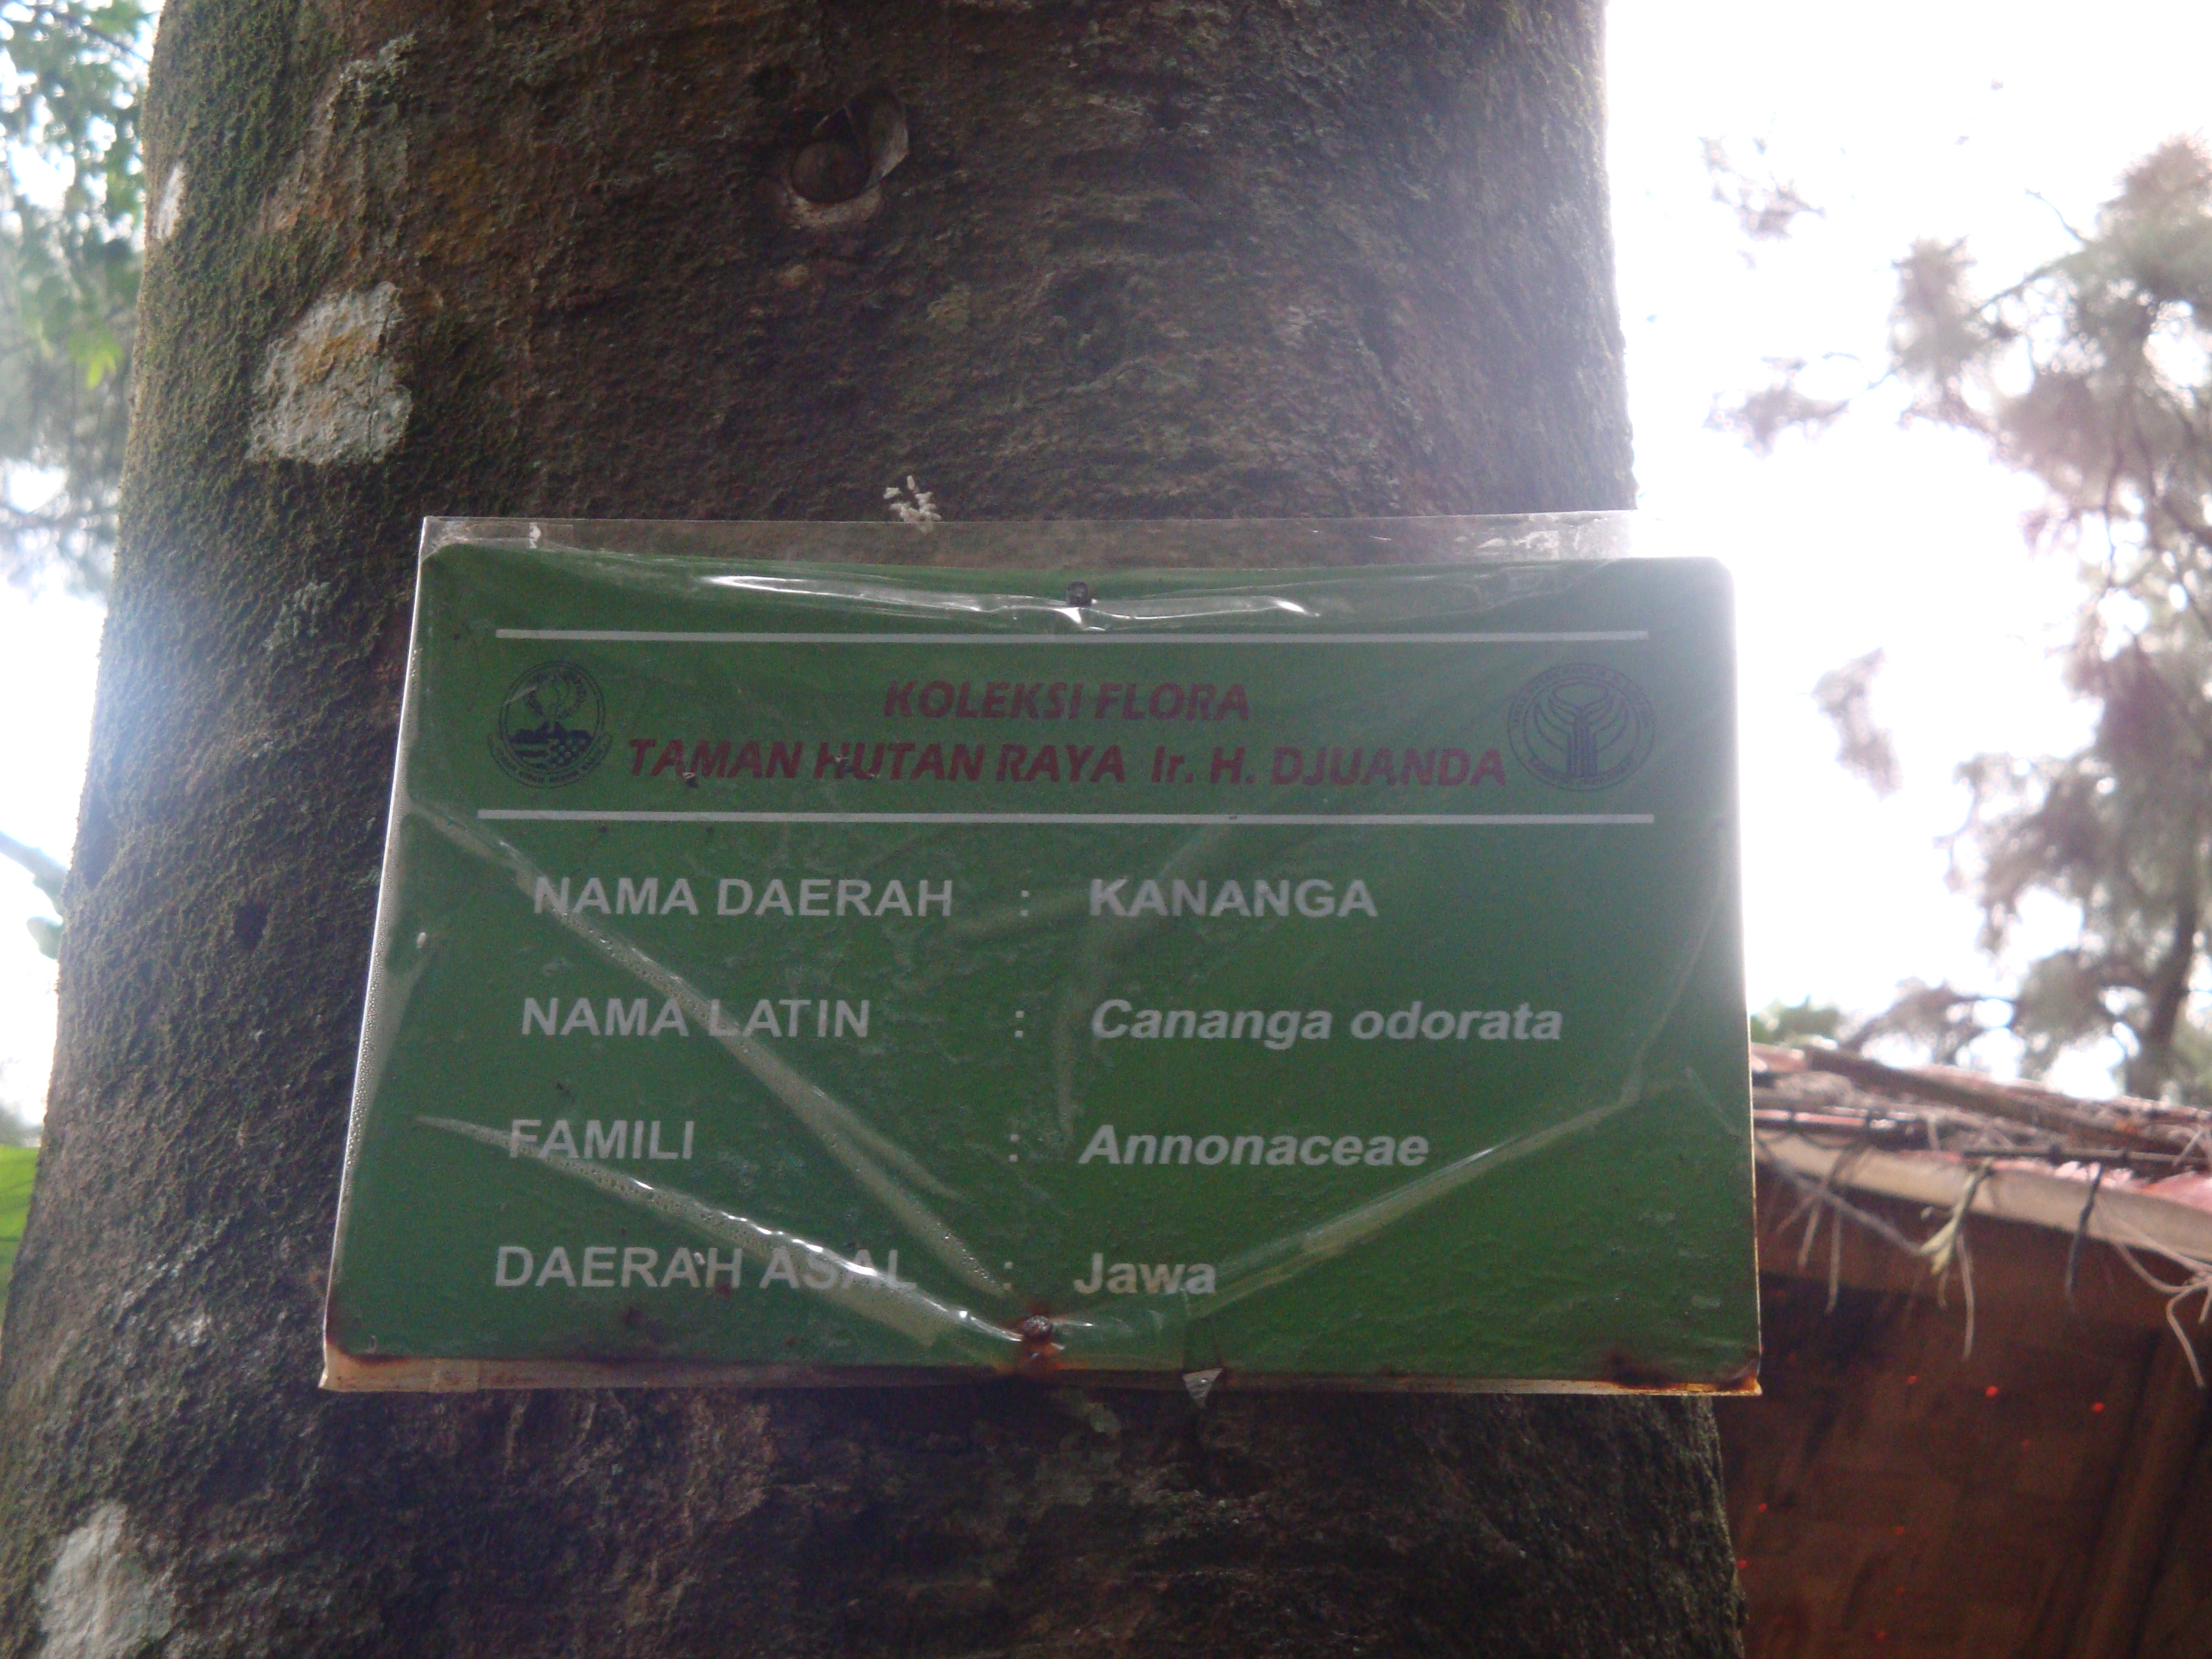 KOLEKSI FLORA
TAMAN HUTAN RAYA Ir. H. DJUANDA
NAMA DAERAH : KANANGA
NAMA LATIN : Cananga odorata
FAMILI : Annonaceae
DAERAH ASAL : Jawa